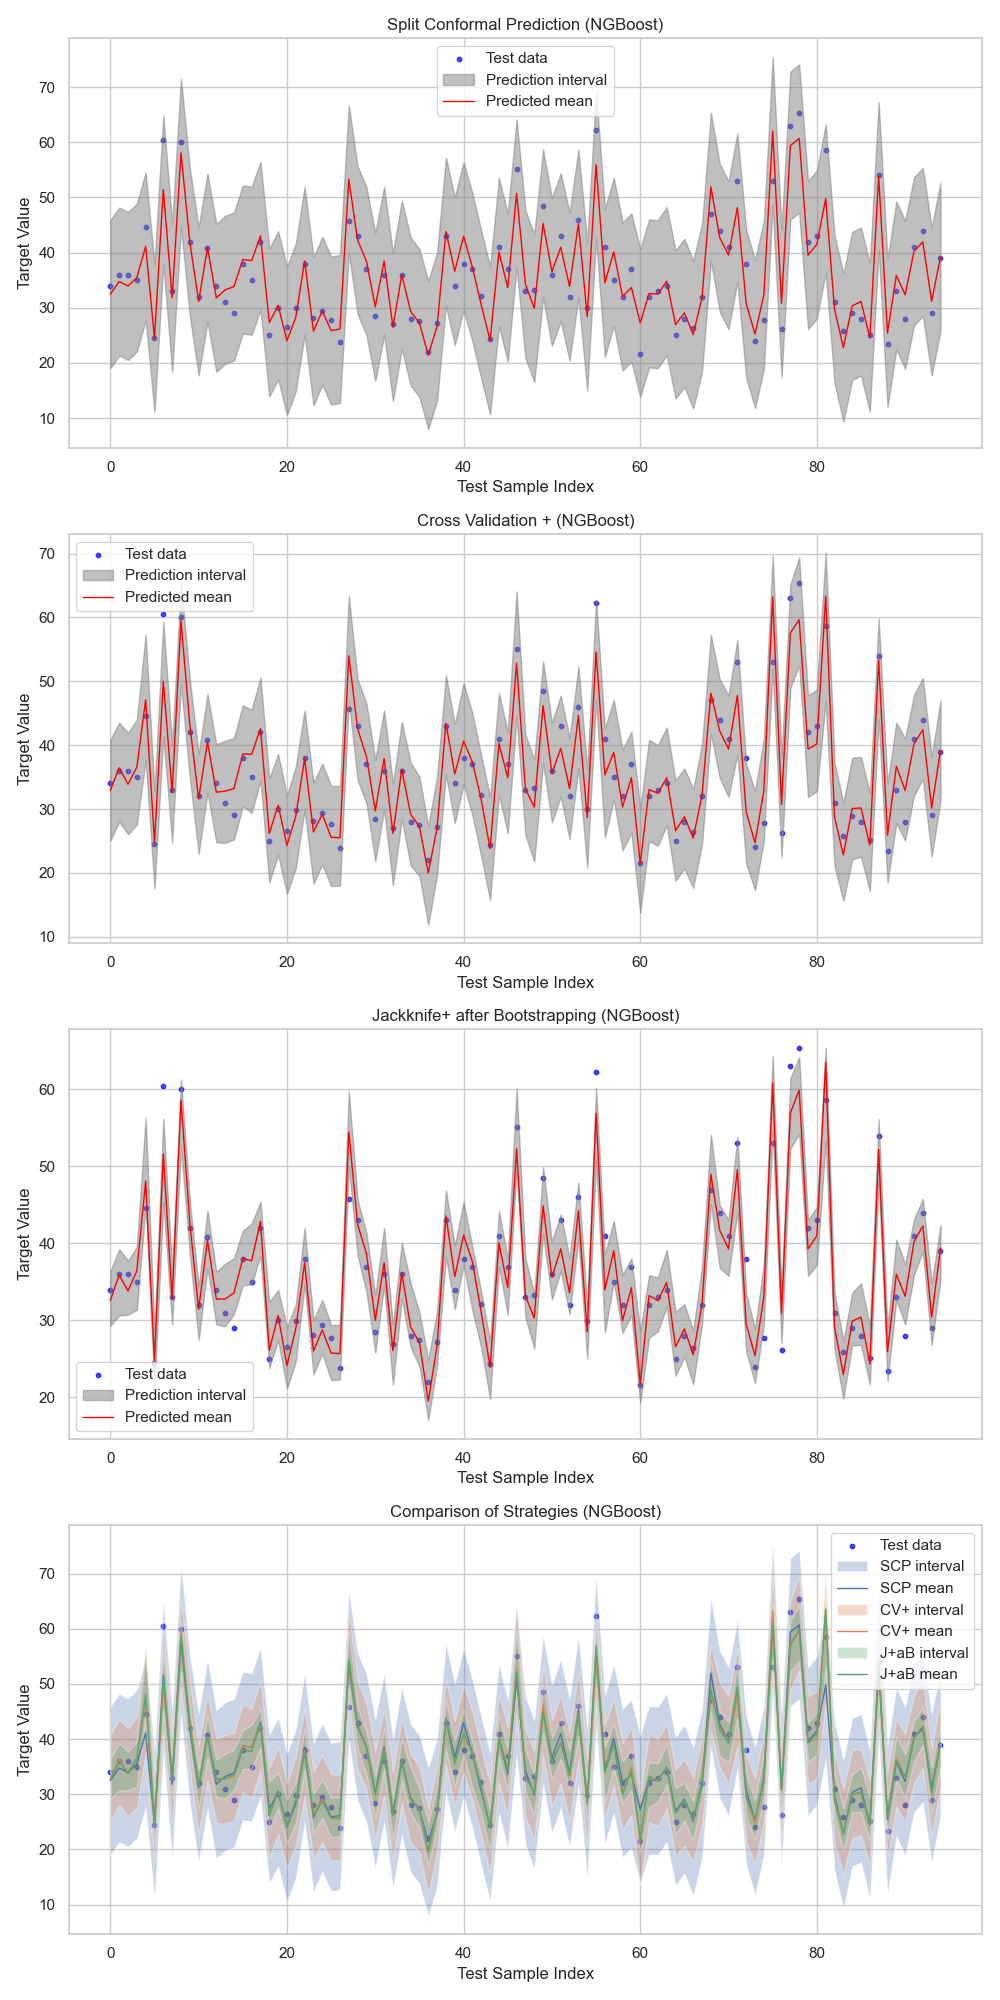 Split Conformal Prediction (NGBoost)
Test data
Prediction interval
Predicted mean
Target Value
70
60
50
40
30
20
10
0
20
40
60
80
Test Sample Index
Cross Validation + (NGBoost)
Test data
Prediction interval
Predicted mean
Target Value
70
60
50
40
30
20
10
0
20
40
60
80
Test Sample Index
Jackknife+ after Bootstrapping (NGBoost)
Target Value
60
50
40
30
20
Test data
Prediction interval
Predicted mean
0
20
40
60
80
Test Sample Index
Comparison of Strategies (NGBoost)
Test data
SCP interval
SCP mean
CV+ interval
CV+ mean
J+aB interval
J+aB mean
Target Value
70
60
50
40
30
20
10
0
20
40
60
80
Test Sample Index